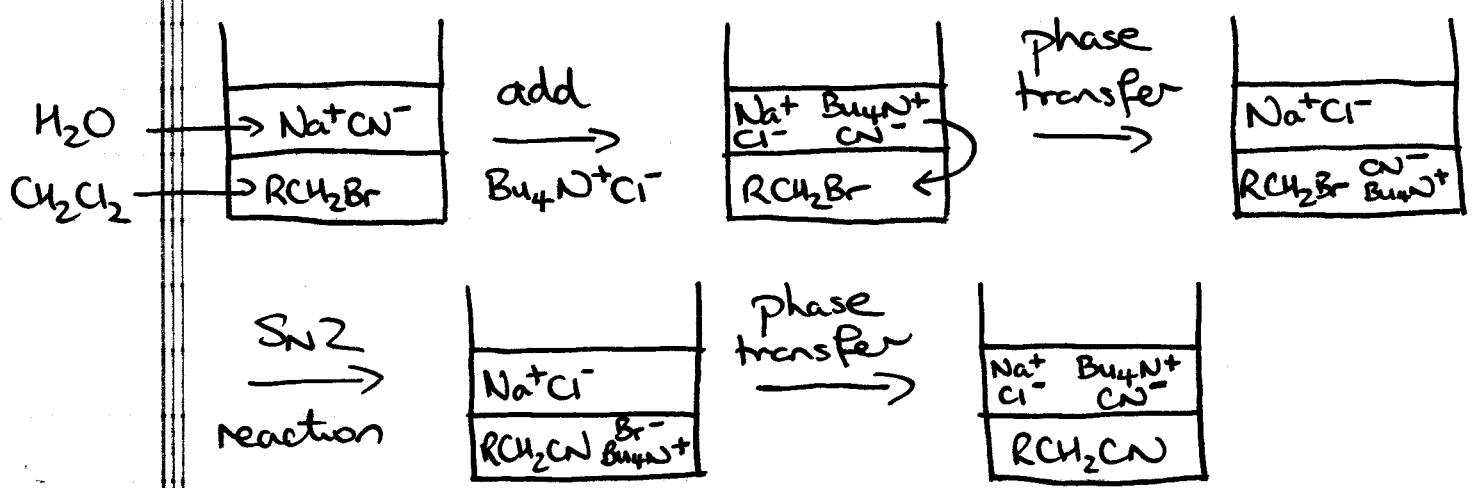 H₂O
CH₂Cl₂
Na⁺CN⁻
RCH₂Br
add
Bu₄N⁺Cl⁻
Na⁺ Bu₄N⁺
Cl⁻ CN⁻
RCH₂Br
phase
transfer
Na⁺Cl⁻
CN⁻
RCH₂Br Bu₄N⁺
SN2
reaction
Na⁺Cl⁻
Br⁻
RCH₂CN Bu₄N⁺
phase
transfer
Na⁺ Bu₄N⁺
Cl⁻ CN⁻
RCH₂CN